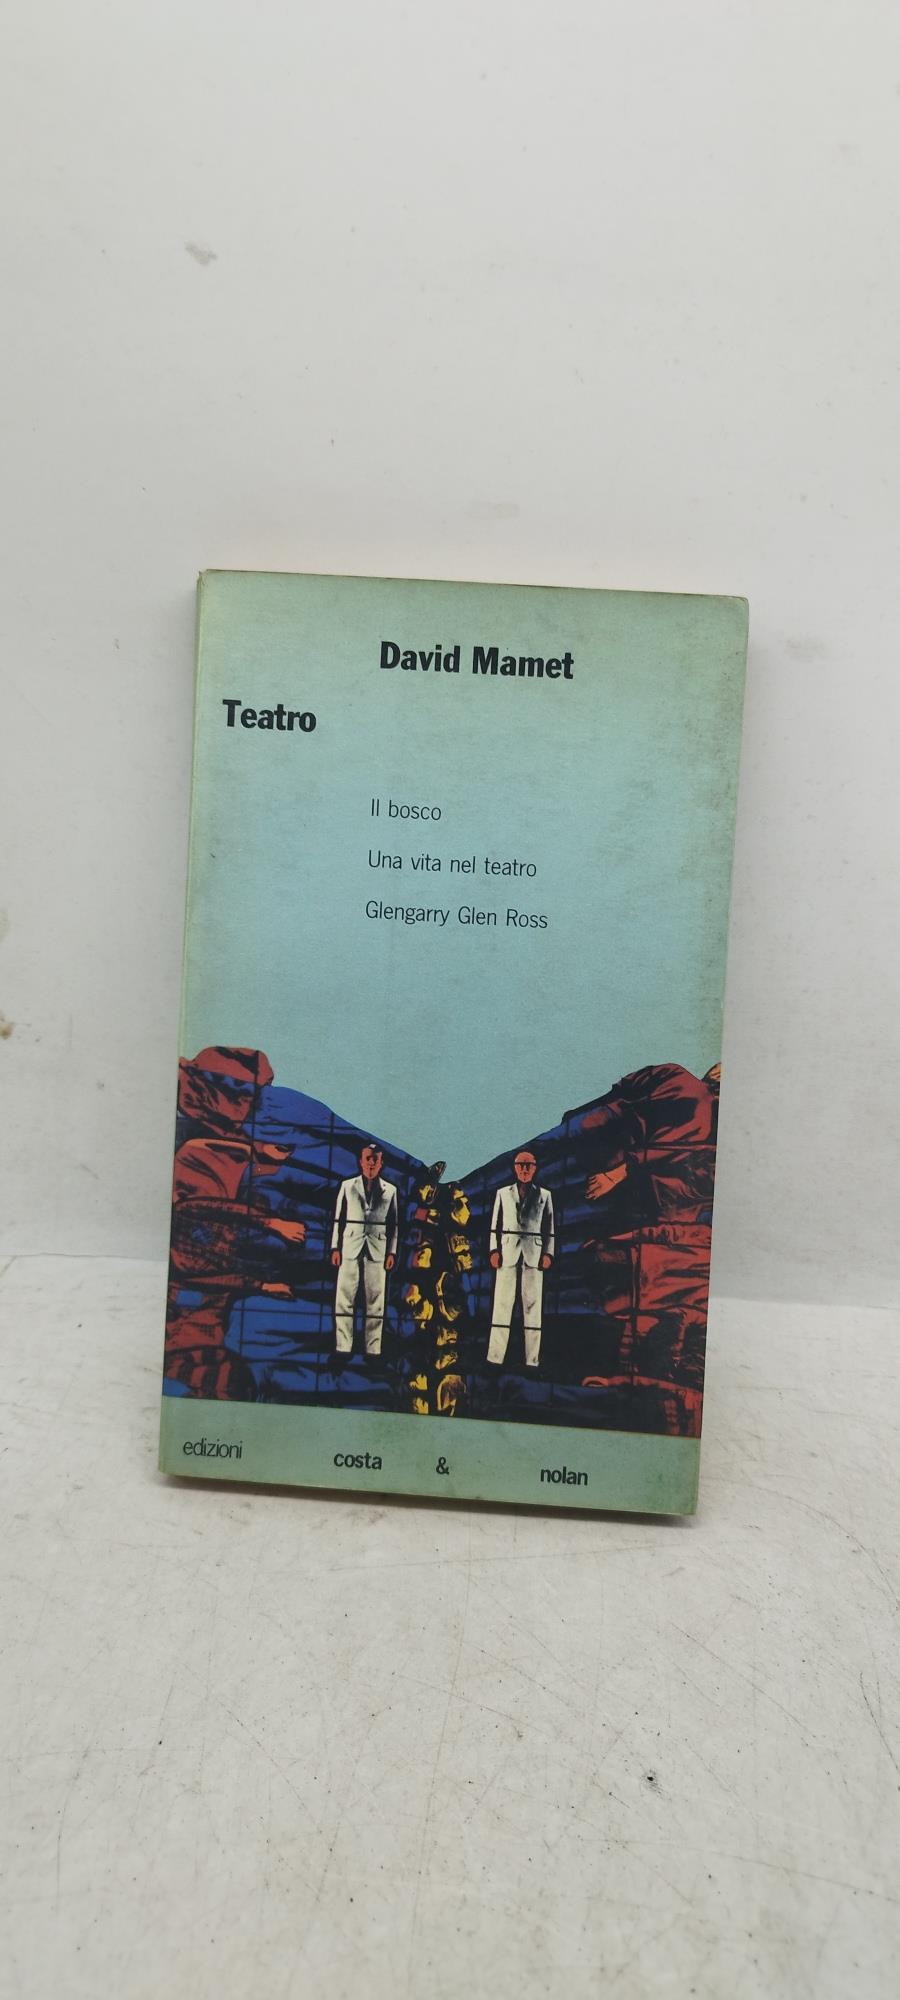 David Mamet
Teatro
Il bosco
Una vita nel teatro
Glengarry Glen Ross
edizioni costa & nolan